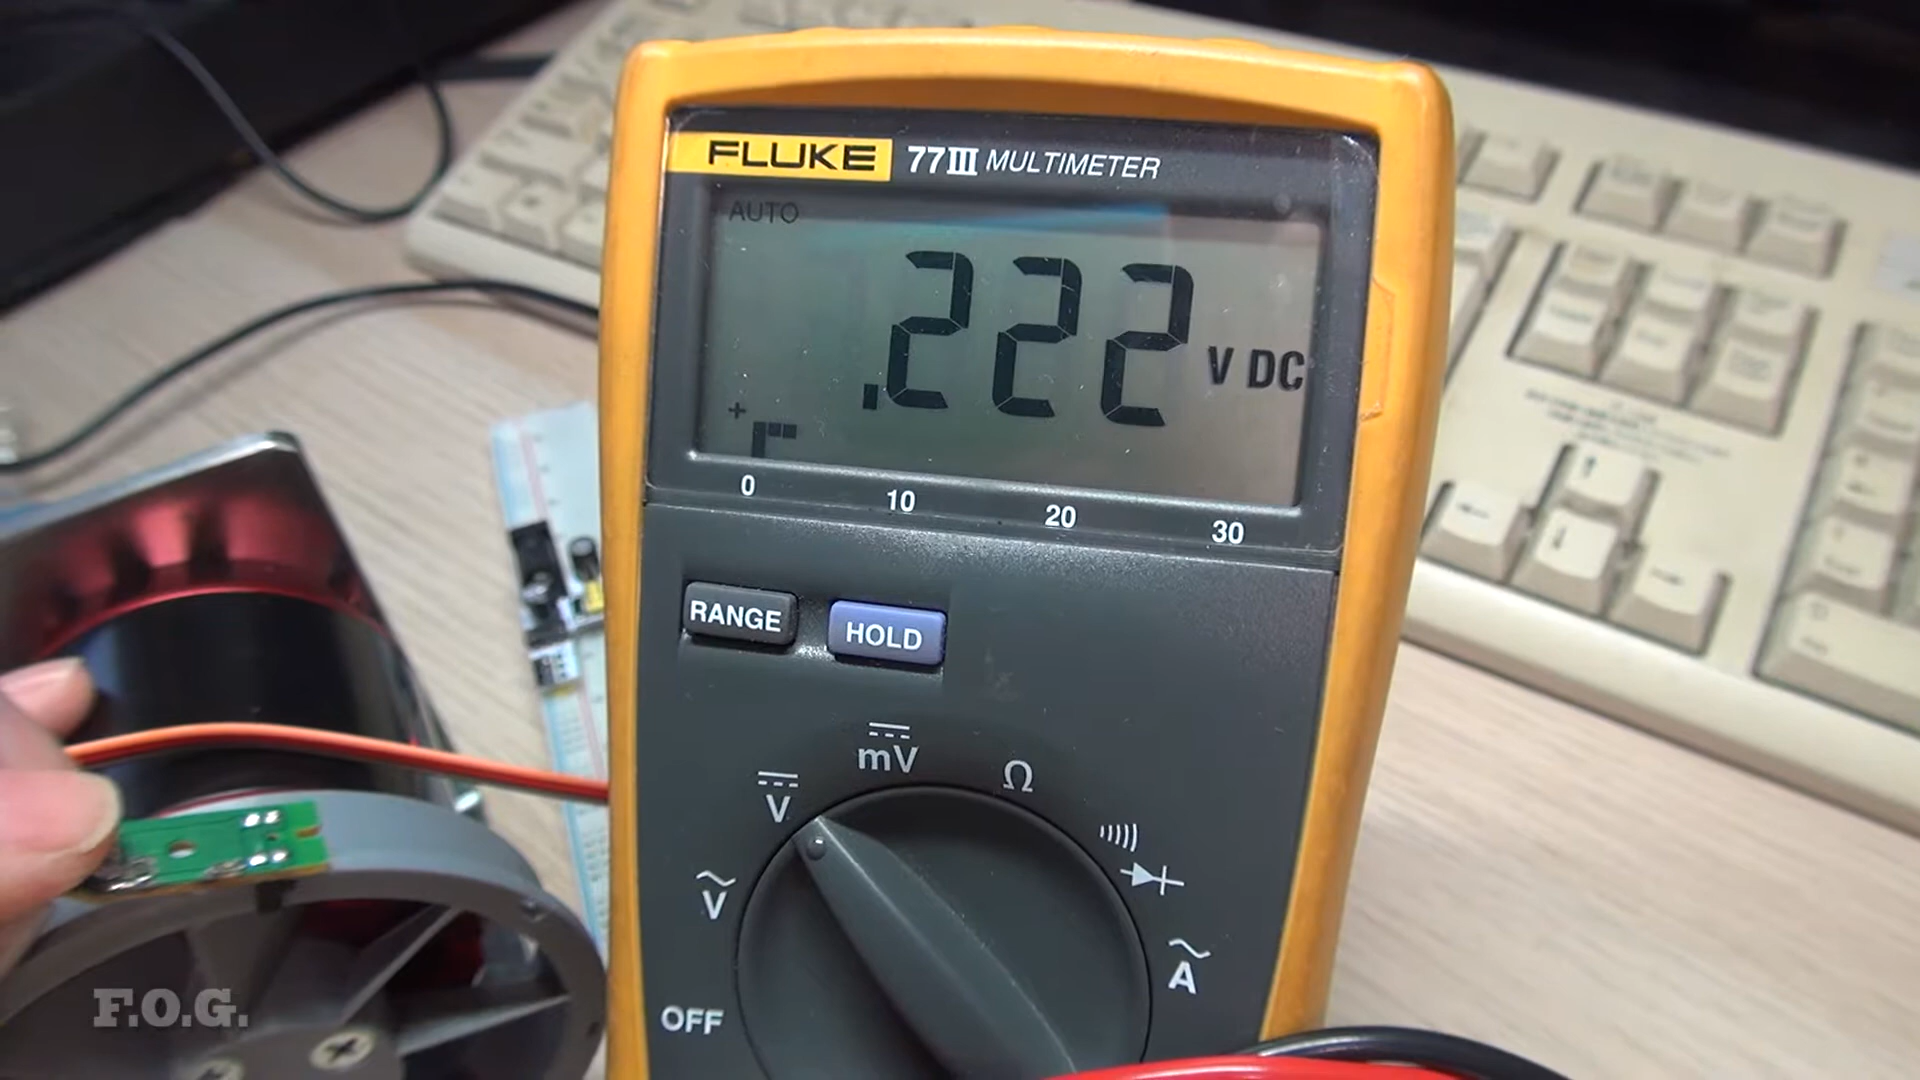 FLUKE 77III MULTIMETER
AUTO
.222 V DC
+
0 10 20 30
RANGE HOLD
mV
Ω
V
V
A
OFF
F.O.G.